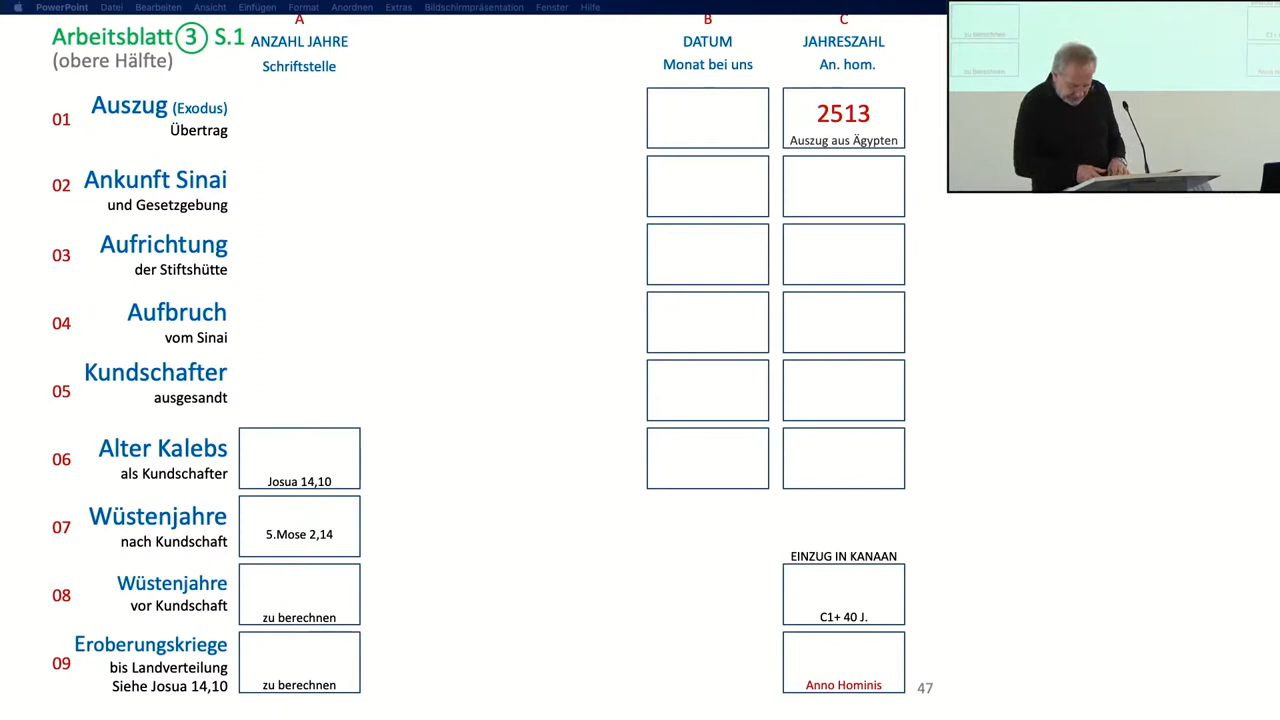 PowerPoint Datei Bearbeiten Ansicht Einfügen Format Anordnen Extras Bildschirmpräsentation Fenster Hilfe
Arbeitsblatt 3 S.1
(obere Hälfte)
A
ANZAHL JAHRE
Schriftstelle
B
DATUM
Monat bei uns
C
JAHRESZAHL
An. hom.
01
Auszug (Exodus)
Übertrag
2513
Auszug aus Ägypten
02
Ankunft Sinai
und Gesetzgebung
03
Aufrichtung
der Stiftshütte
04
Aufbruch
vom Sinai
05
Kundschafter
ausgesandt
06
Alter Kalebs
als Kundschafter
Josua 14,10
07
Wüstenjahre
nach Kundschaft
5.Mose 2,14
08
Wüstenjahre
vor Kundschaft
zu berechnen
EINZUG IN KANAAN
C1+ 40 J.
09
Eroberungskriege
bis Landverteilung
Siehe Josua 14,10
zu berechnen
Anno Hominis
47
zu berechnen
zu berechnen